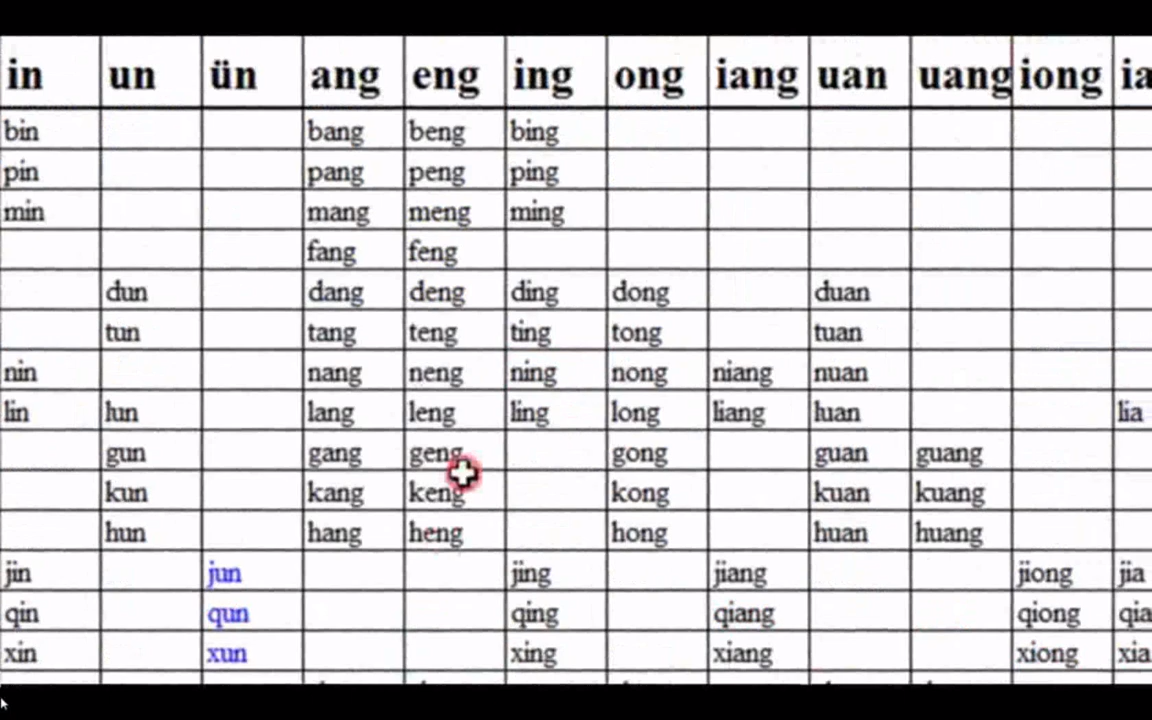 in un ün ang eng ing ong iang uan uang iong ia
bin bang beng bing
pin pang peng ping
min mang meng ming
fang feng
dun dang deng ding dong duan
tun tang teng ting tong tuan
nin nang neng ning nong niang nuan
lin lun lang leng ling long liang luan lia
gun gang geng gong guan guang
kun kang keng kong kuan kuang
hun hang heng hong huan huang
jin jun jing jiang jiong jia
qin qun qing qiang qiong qia
xin xun xing xiang xiong xia